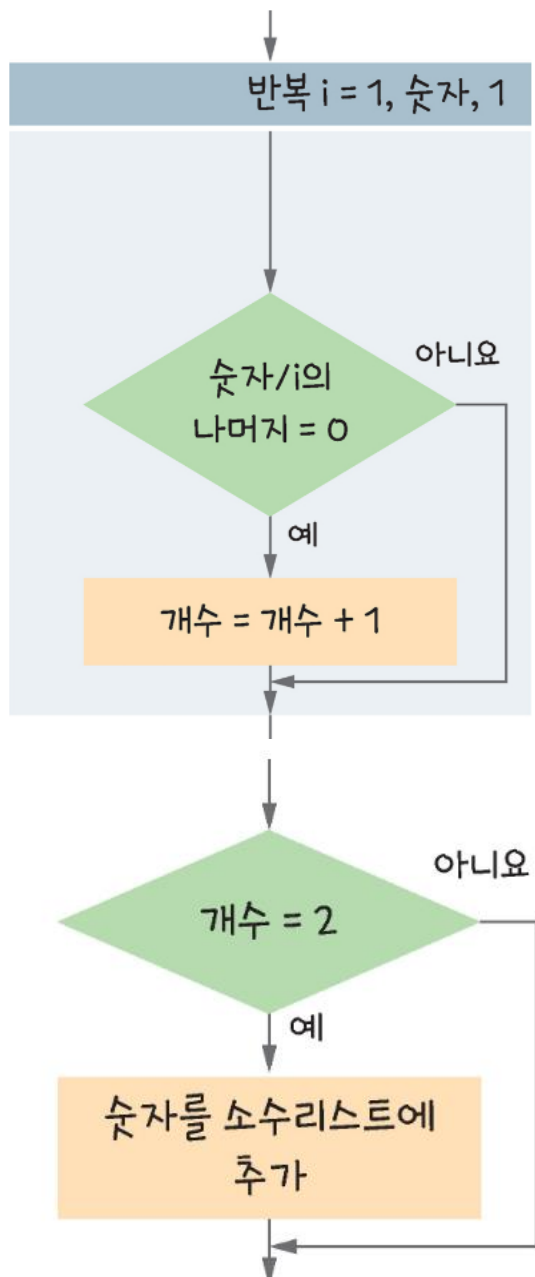 반복 i = 1, 숫자, 1
아니요
숫자/i의
나머지 = 0
예
개수 = 개수 + 1
아니요
개수 = 2
예
숫자를 소수리스트에
추가